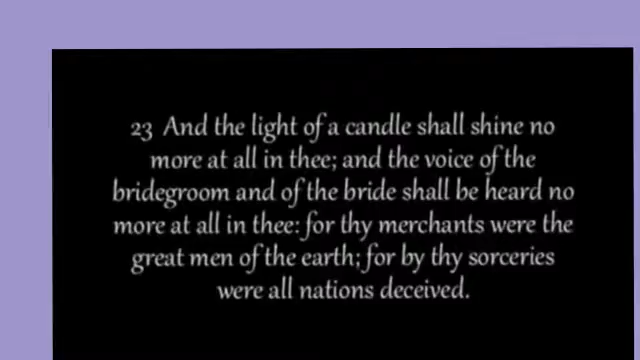 23 And the light of a candle shall shine no
more at all in thee; and the voice of the
bridegroom and of the bride shall be heard no
more at all in thee: for thy merchants were the
great men of the earth; for by thy sorceries
were all nations deceived.